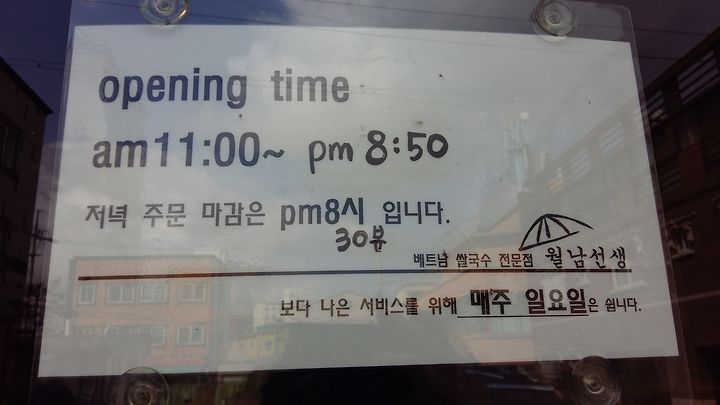 opening time
am 11:00~ pm 8:50
저녁 주문 마감은 pm8시 입니다.
30분
베트남 쌀국수 전문점 월남선생
보다 나은 서비스를 위해 매주 일요일은 쉽니다.